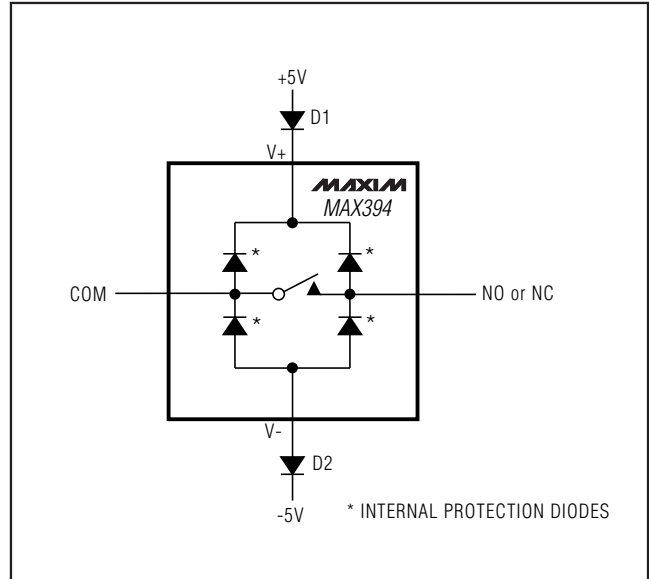 +5V
D1
V+
MAXIM
MAX394
*
*
COM
NO or NC
*
*
V-
D2
-5V
* INTERNAL PROTECTION DIODES